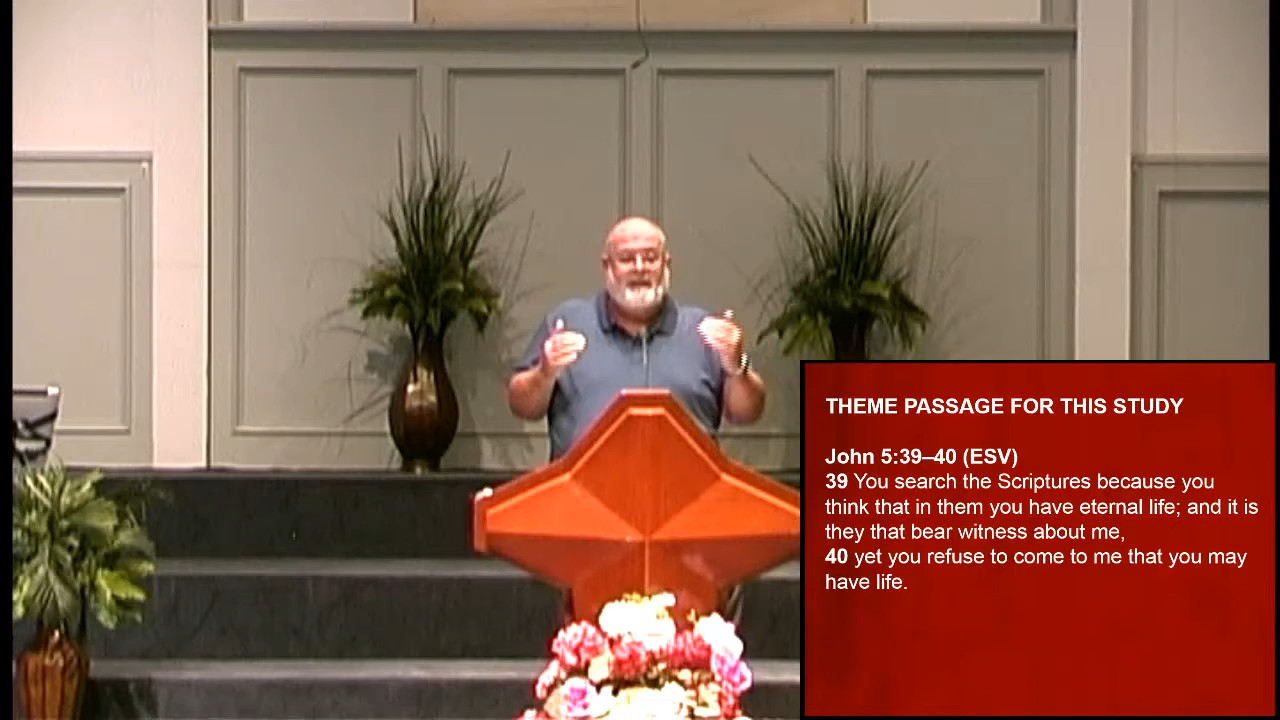 THEME PASSAGE FOR THIS STUDY
John 5:39–40 (ESV)
39 You search the Scriptures because you
think that in them you have eternal life; and it is
they that bear witness about me,
40 yet you refuse to come to me that you may
have life.